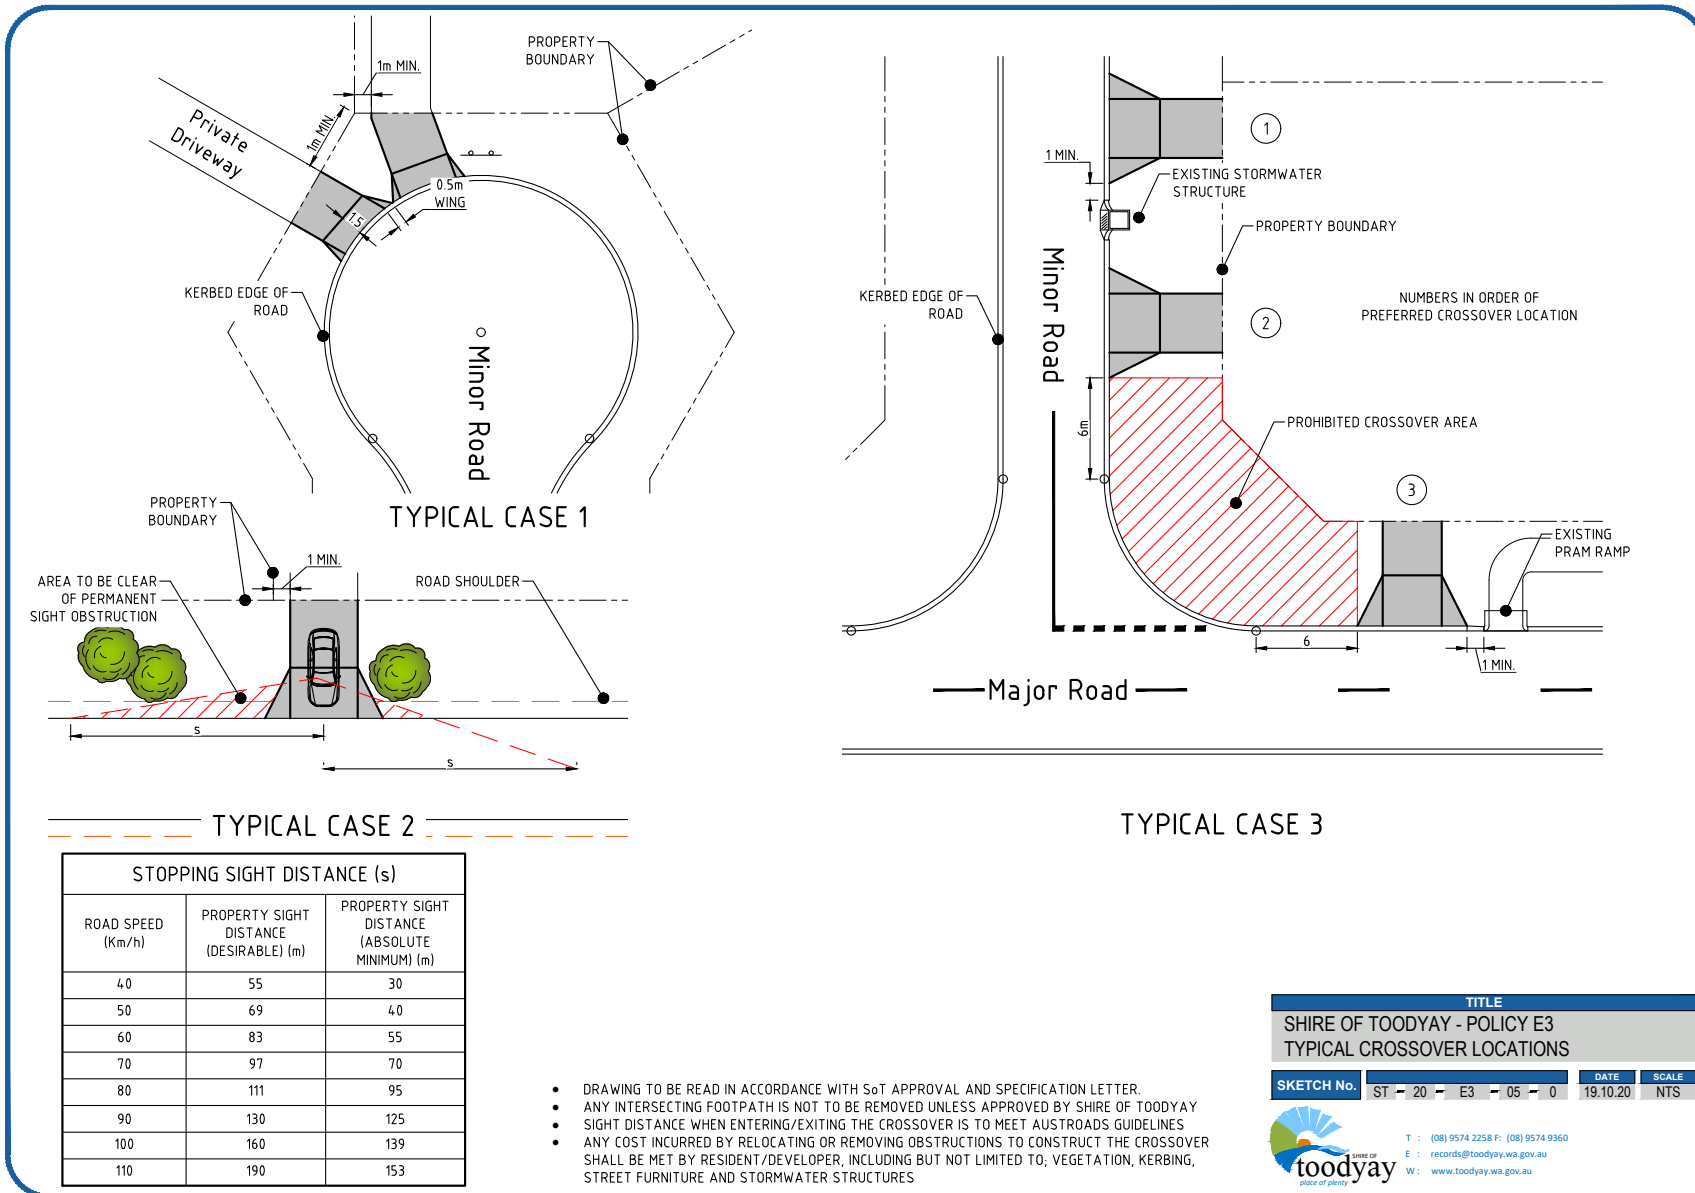 PROPERTY
BOUNDARY
1m MIN.
1m MIN.
Private
Driveway
0.5m
WING
1.5
KERBED EDGE OF
ROAD
Minor Road
TYPICAL CASE 1
PROPERTY
BOUNDARY
1 MIN.
AREA TO BE CLEAR
OF PERMANENT
SIGHT OBSTRUCTION
ROAD SHOULDER
s
s
TYPICAL CASE 2
STOPPING SIGHT DISTANCE (s)
ROAD SPEED
(Km/h)
PROPERTY SIGHT
DISTANCE
(DESIRABLE) (m)
PROPERTY SIGHT
DISTANCE
(ABSOLUTE
MINIMUM) (m)
40 55 30
50 69 40
60 83 55
70 97 70
80 111 95
90 130 125
100 160 139
110 190 153
1
1 MIN.
EXISTING STORMWATER
STRUCTURE
PROPERTY BOUNDARY
Minor Road
KERBED EDGE OF
ROAD
2
NUMBERS IN ORDER OF
PREFERRED CROSSOVER LOCATION
6m
PROHIBITED CROSSOVER AREA
3
EXISTING
PRAM RAMP
6
1 MIN.
Major Road
TYPICAL CASE 3
• DRAWING TO BE READ IN ACCORDANCE WITH SoT APPROVAL AND SPECIFICATION LETTER.
• ANY INTERSECTING FOOTPATH IS NOT TO BE REMOVED UNLESS APPROVED BY SHIRE OF TOODYAY
• SIGHT DISTANCE WHEN ENTERING/EXITING THE CROSSOVER IS TO MEET AUSTROADS GUIDELINES
• ANY COST INCURRED BY RELOCATING OR REMOVING OBSTRUCTIONS TO CONSTRUCT THE CROSSOVER
SHALL BE MET BY RESIDENT/DEVELOPER, INCLUDING BUT NOT LIMITED TO; VEGETATION, KERBING,
STREET FURNITURE AND STORMWATER STRUCTURES
TITLE
SHIRE OF TOODYAY - POLICY E3
TYPICAL CROSSOVER LOCATIONS
SKETCH No.
ST - 20 - E3 - 05 - 0
DATE
19.10.20
SCALE
NTS
SHIRE OF
toodyay
place of plenty
T : (08) 9574 2258 F: (08) 9574 9360
E : records@toodyay.wa.gov.au
W : www.toodyay.wa.gov.au